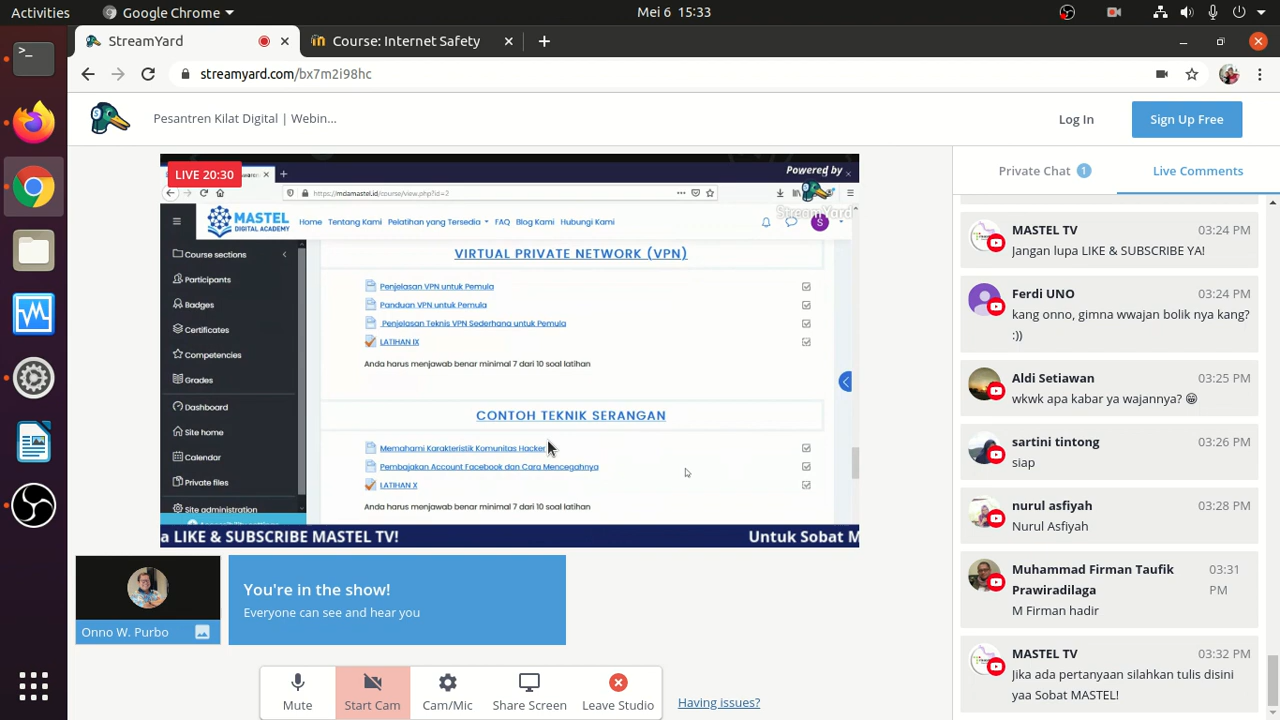 Activities
Google Chrome
Mei 6 15:33
StreamYard
Course: Internet Safety
streamyard.com/bx7m2i98hc
Pesantren Kilat Digital | Webin...
Log In
Sign Up Free
LIVE 20:30
Powered by
StreamYard
https://mdamastel.id/course/view.php?id=2
MASTEL
DIGITAL ACADEMY
Home
Tentang Kami
Pelatihan yang Tersedia
FAQ
Blog Kami
Hubungi Kami
S
Course sections
Participants
Badges
Certificates
Competencies
Grades
Dashboard
Site home
Calendar
Private files
Site administration
Accessibility settings
VIRTUAL PRIVATE NETWORK (VPN)
Penjelasan VPN untuk Pemula
Panduan VPN untuk Pemula
Penjelasan Teknis VPN Sederhana untuk Pemula
LATIHAN IX
Anda harus menjawab benar minimal 7 dari 10 soal latihan
CONTOH TEKNIK SERANGAN
Memahami Karakteristik Komunitas Hacker
Pembajakan Account Facebook dan Cara Mencegahnya
LATIHAN X
Anda harus menjawab benar minimal 7 dari 10 soal latihan
a LIKE & SUBSCRIBE MASTEL TV!
Untuk Sobat M
Onno W. Purbo
You're in the show!
Everyone can see and hear you
Mute
Start Cam
Cam/Mic
Share Screen
Leave Studio
Having issues?
Private Chat 1
Live Comments
MASTEL TV
03:24 PM
Jangan lupa LIKE & SUBSCRIBE YA!
Ferdi UNO
03:24 PM
kang onno, gimna wwajan bolik nya kang?
:))
Aldi Setiawan
03:25 PM
wkwk apa kabar ya wajannya? 😁
sartini tintong
03:26 PM
siap
nurul asfiyah
03:28 PM
Nurul Asfiyah
Muhammad Firman Taufik
Prawiradilaga
03:31
PM
M Firman hadir
MASTEL TV
03:32 PM
Jika ada pertanyaan silahkan tulis disini
yaa Sobat MASTEL!